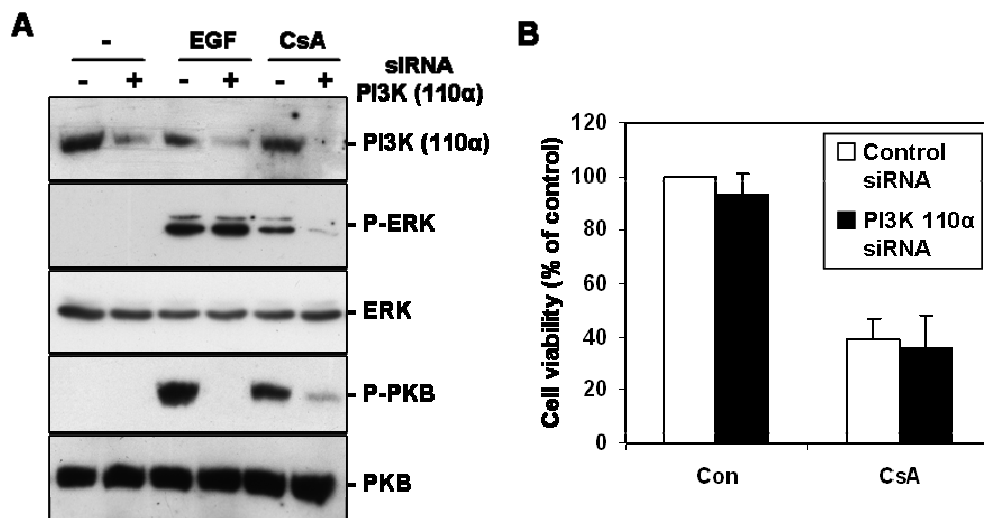 A
- EGF CsA
- + - + - + siRNA
PI3K (110α)
PI3K (110α)
P-ERK
ERK
P-PKB
PKB
B
Cell viability (% of control)
120
100
80
60
40
20
0
Control
siRNA
PI3K 110α
siRNA
Con CsA